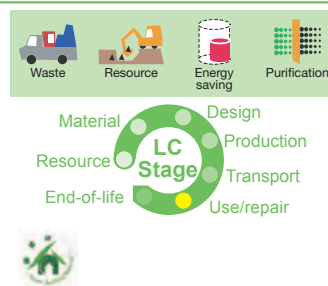 Waste
Resource
Energy
saving
Purification
Material
Design
LC
Stage
Production
Resource
Transport
End-of-life
Use/repair